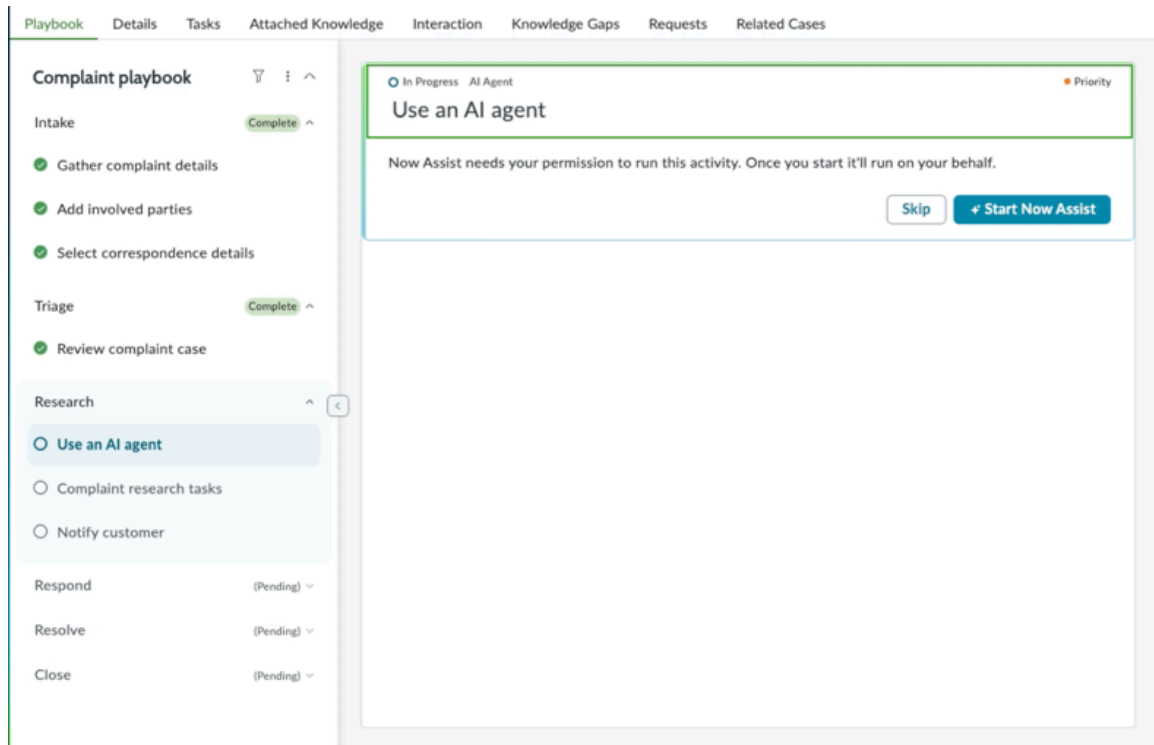 Playbook Details Tasks Attached Knowledge Interaction Knowledge Gaps Requests Related Cases
Complaint playbook
Intake Complete
Gather complaint details
Add involved parties
Select correspondence details
Triage Complete
Review complaint case
Research
Use an AI agent
Complaint research tasks
Notify customer
Respond (Pending)
Resolve (Pending)
Close (Pending)
In Progress AI Agent Priority
Use an AI agent
Now Assist needs your permission to run this activity. Once you start it'll run on your behalf.
Skip Start Now Assist